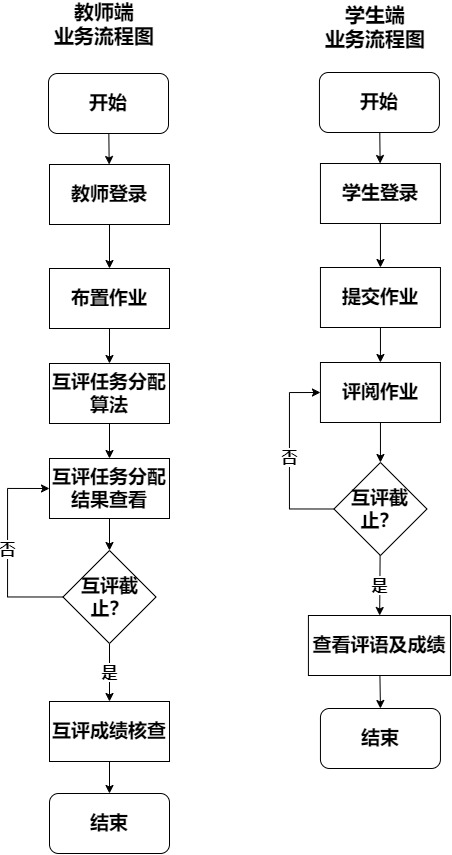 教师端
业务流程图
开始
教师登录
布置作业
互评任务分配
算法
互评任务分配
结果查看
否
互评截
止？
是
互评成绩核查
结束
学生端
业务流程图
开始
学生登录
提交作业
评阅作业
否
互评截
止？
是
查看评语及成绩
结束